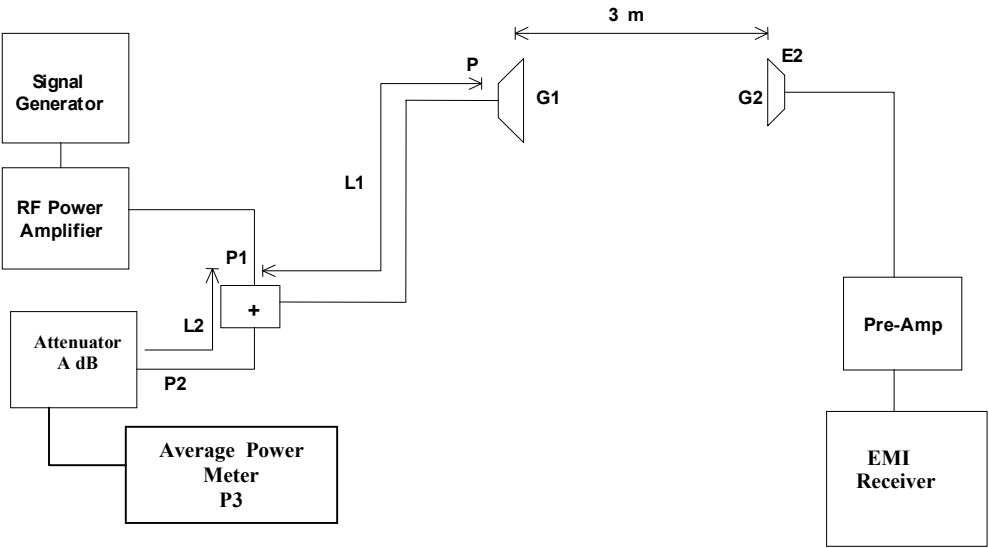 3 m
P
E2
Signal
Generator
G1
G2
L1
RF Power
Amplifier
P1
+
L2
Pre-Amp
Attenuator
A dB
P2
Average Power
Meter
P3
EMI
Receiver